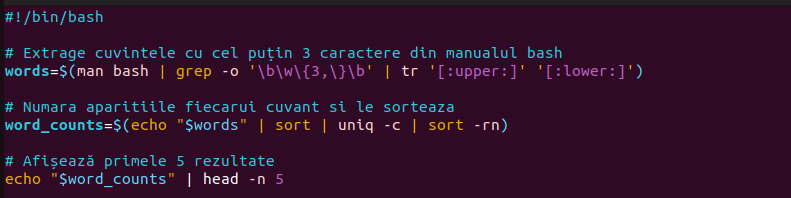 #!/bin/bash
# Extrage cuvintele cu cel puțin 3 caractere din manualul bash
words=$(man bash | grep -o '\b\w\{3,\}\b' | tr '[:upper:]' '[:lower:]')
# Numara aparitiile fiecarui cuvant si le sorteaza
word_counts=$(echo "$words" | sort | uniq -c | sort -rn)
# Afișează primele 5 rezultate
echo "$word_counts" | head -n 5